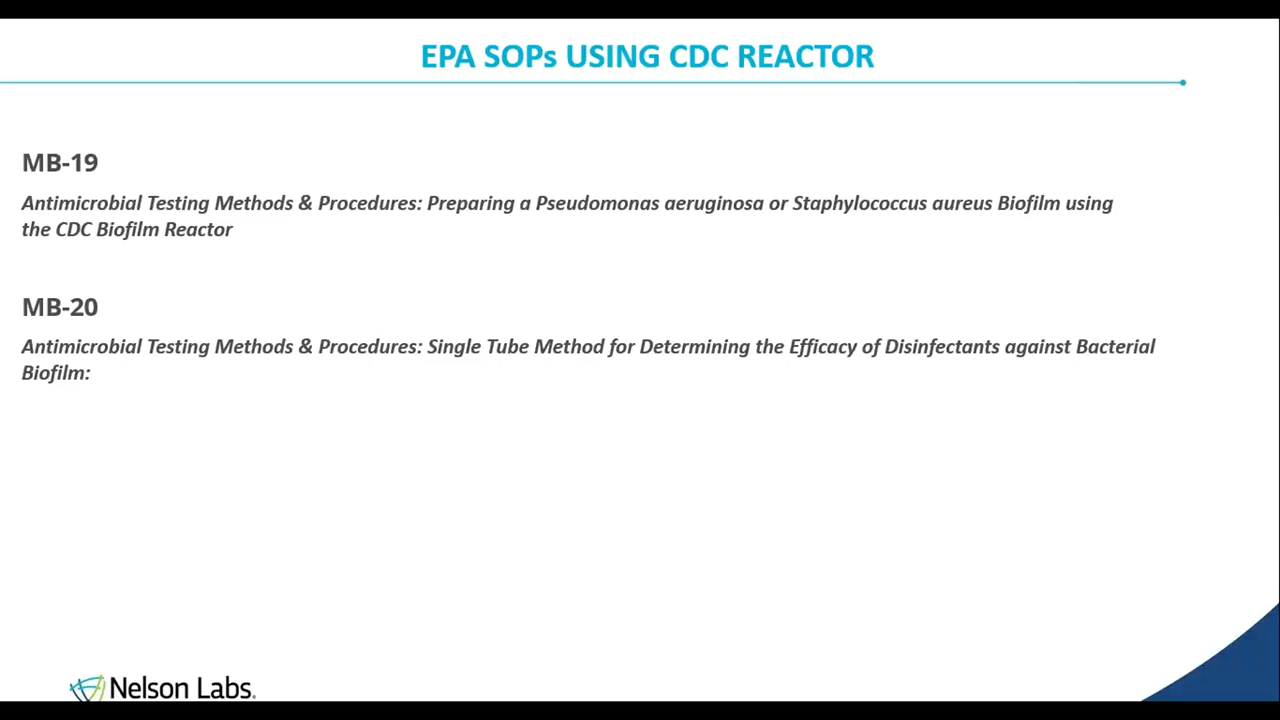 EPA SOPs USING CDC REACTOR
MB-19
Antimicrobial Testing Methods & Procedures: Preparing a Pseudomonas aeruginosa or Staphylococcus aureus Biofilm using
the CDC Biofilm Reactor
MB-20
Antimicrobial Testing Methods & Procedures: Single Tube Method for Determining the Efficacy of Disinfectants against Bacterial
Biofilm:
Nelson Labs.